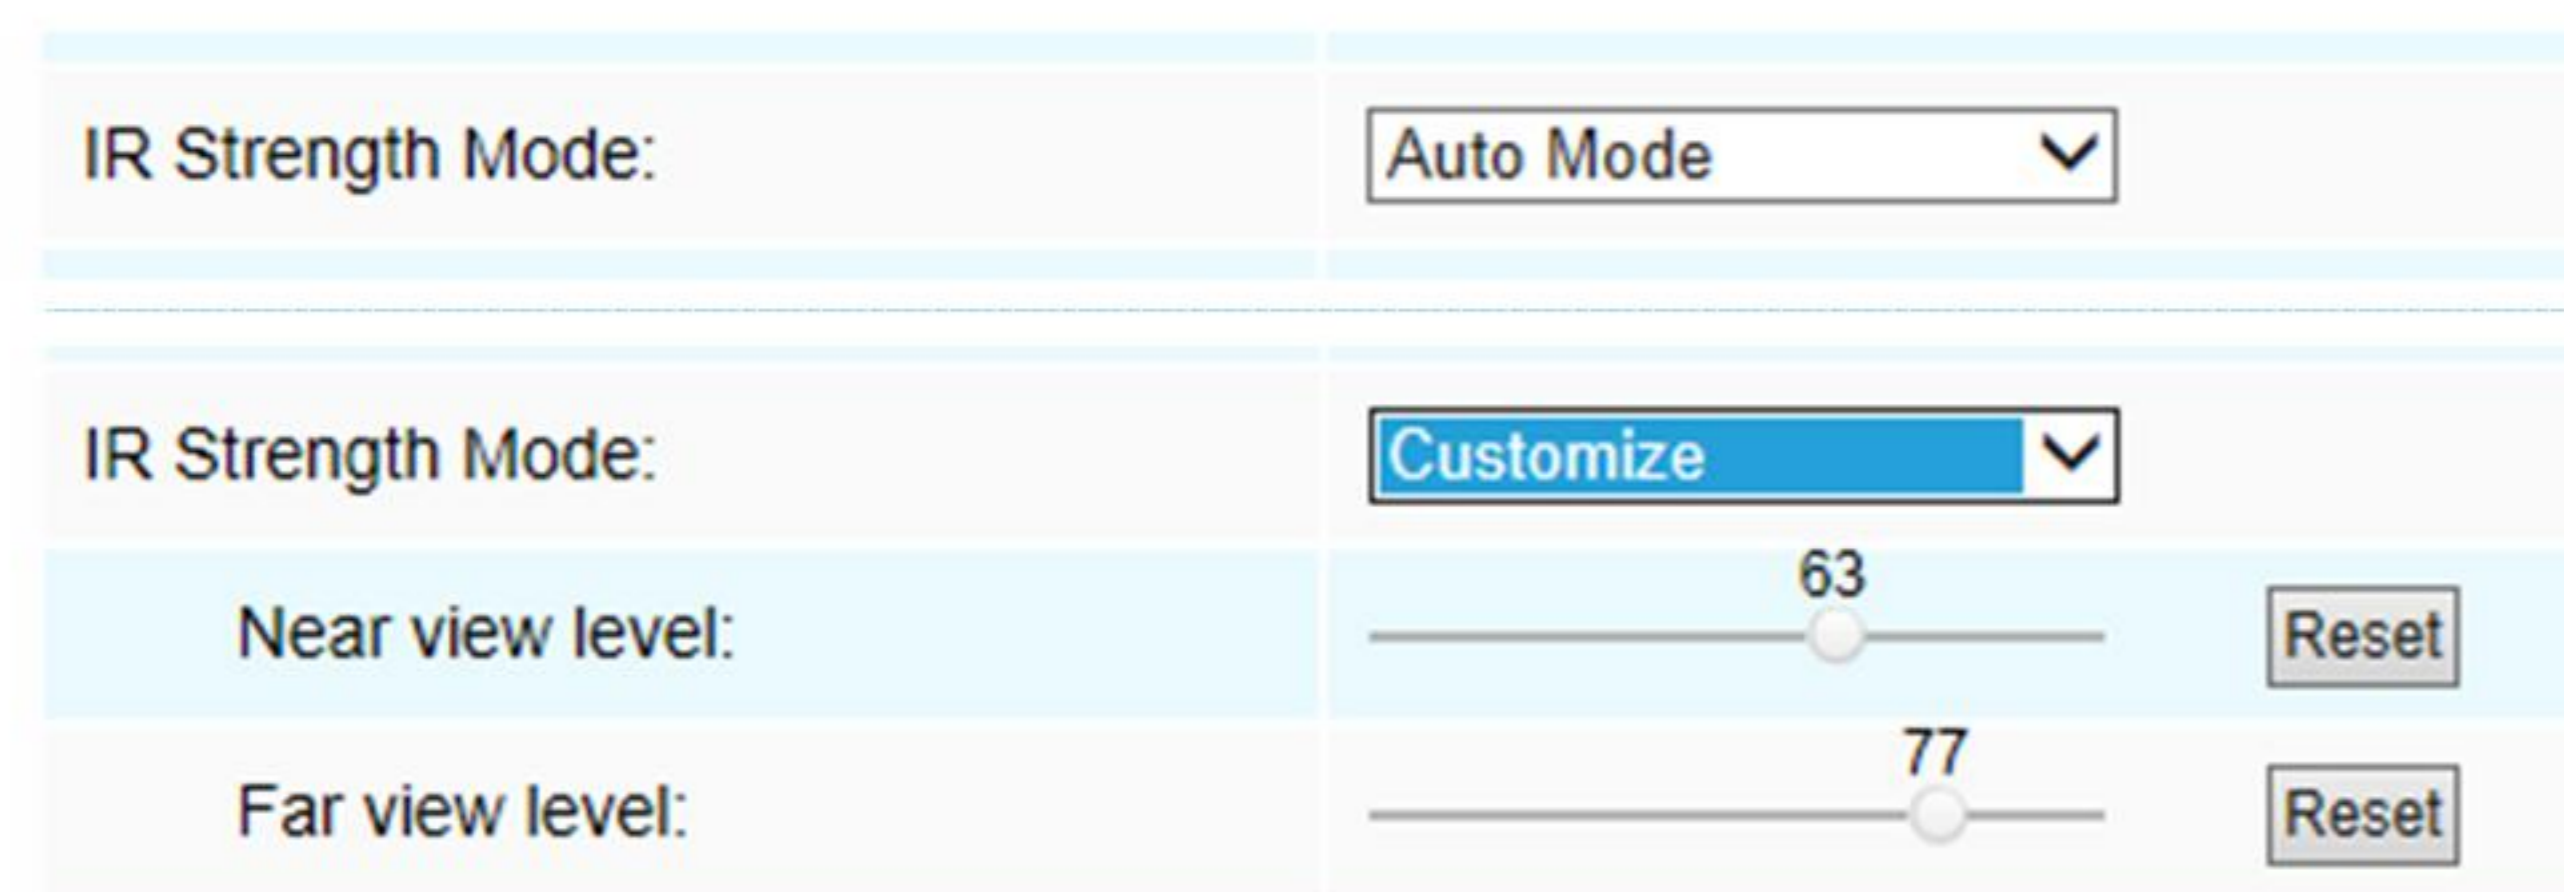 IR Strength Mode: Auto Mode
IR Strength Mode: Customize
63
Near view level: Reset
77
Far view level: Reset